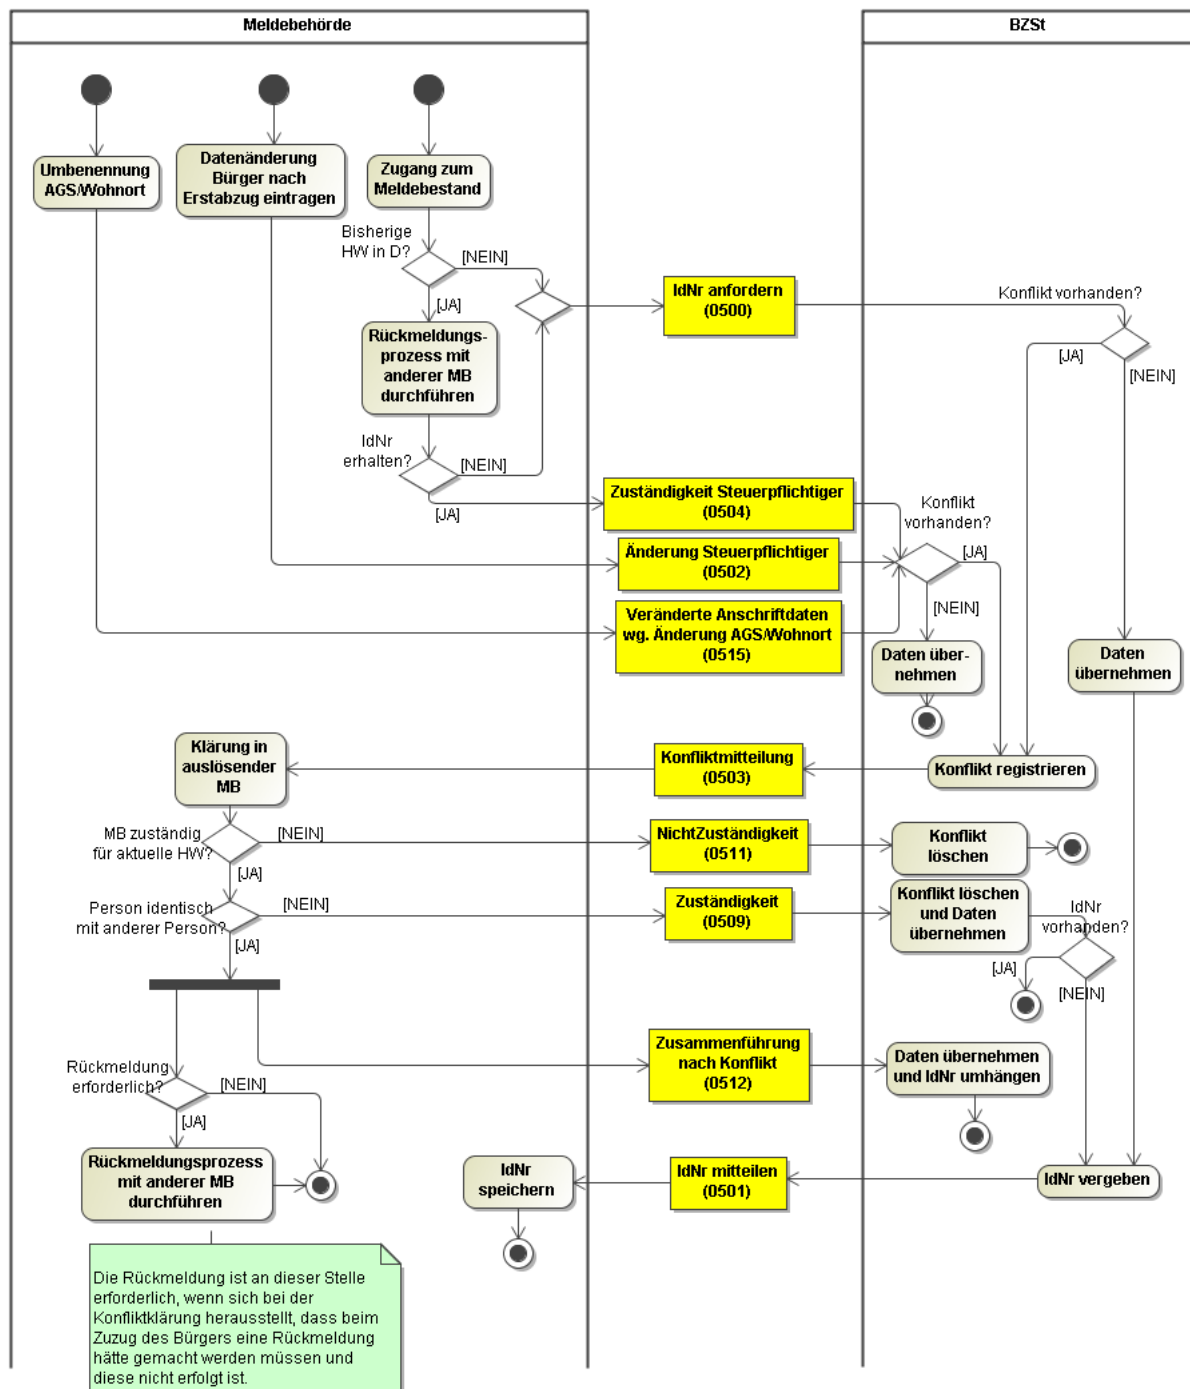 Meldebehörde
BZSt
Umbenennung
AGS/Wohnort
Datenänderung
Bürger nach
Erstabzug eintragen
Zugang zum
Meldebestand
Bisherige
HW in D?
[NEIN]
[JA]
Rückmeldungs-
prozess mit
anderer MB
durchführen
IdNr
erhalten?
[NEIN]
[JA]
IdNr anfordern
(0500)
Konflikt vorhanden?
[JA]
[NEIN]
Zuständigkeit Steuerpflichtiger
(0504)
Änderung Steuerpflichtiger
(0502)
Veränderte Anschriftdaten
wg. Änderung AGS/Wohnort
(0515)
Konflikt
vorhanden?
[JA]
[NEIN]
Daten über-
nehmen
Daten
übernehmen
Klärung in
auslösender
MB
Konfliktmitteilung
(0503)
Konflikt registrieren
MB zuständig
für aktuelle HW?
[NEIN]
[JA]
NichtZuständigkeit
(0511)
Konflikt
löschen
Person identisch
mit anderer Person?
[NEIN]
[JA]
Zuständigkeit
(0509)
Konflikt löschen
und Daten
übernehmen
IdNr
vorhanden?
[JA]
[NEIN]
Rückmeldung
erforderlich?
[NEIN]
[JA]
Zusammenführung
nach Konflikt
(0512)
Daten übernehmen
und IdNr umhängen
Rückmeldungsprozess
mit anderer MB
durchführen
IdNr
speichern
IdNr mitteilen
(0501)
IdNr vergeben
Die Rückmeldung ist an dieser Stelle
erforderlich, wenn sich bei der
Konfliktklärung herausstellt, dass beim
Zuzug des Bürgers eine Rückmeldung
hätte gemacht werden müssen und
diese nicht erfolgt ist.